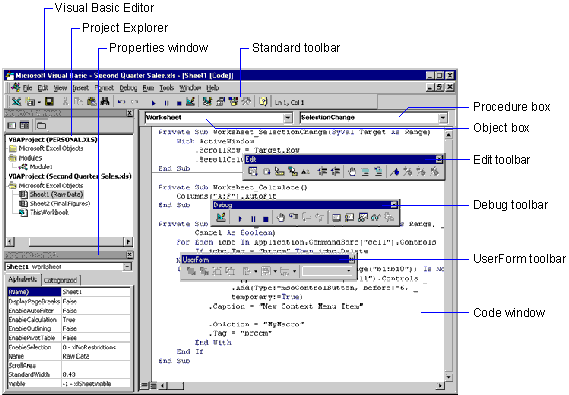 Visual Basic Editor
Project Explorer
Properties window
Standard toolbar
Microsoft Visual Basic - Second Quarter Sales.xls - [Sheet1 (Code)]
File Edit View Insert Format Debug Run Tools Window Help
Ln 1, Col 1
Procedure box
Worksheet
SelectionChange
Object box
VBAProject (PERSONAL.XLS)
Microsoft Excel Objects
Modules
Module1
VBAProject (Second Quarter Sales.xls)
Microsoft Excel Objects
Sheet1 (Raw Data)
Sheet2 (Final Figures)
ThisWorkbook
Private Sub Worksheet_SelectionChange(ByVal Target As Range)
With ActiveWindow
.ScrollRow = Target.Row
.ScrollCol
End Sub
Edit
Edit toolbar
Private Sub Worksheet_Calculate()
Columns("A:F").AutoFit
End Sub
Debug
Debug toolbar
Range,
Cancel As Boolean)
For Each icbc In Application.CommandBars("cell").Controls
If icbc.Tag = "brccm" Then icbc.Delete
UserForm
UserForm toolbar
Range("b1:b10")) Is No
.Controls _
.Add(Type:=msoControlButton, before:=6, _
temporary:=True)
.Caption = "New Context Menu Item"
.OnAction = "MyMacro"
.Tag = "brccm"
End With
End If
End Sub
Code window
Sheet1 Worksheet
Alphabetic Categorized
(Name) Sheet1
DisplayPageBreaks False
EnableAutoFilter False
EnableCalculation True
EnableOutlining False
EnablePivotTable False
EnableSelection 0 - xlNoRestrictions
Name Raw Data
ScrollArea
StandardWidth 8.43
Visible -1 - xlSheetVisible